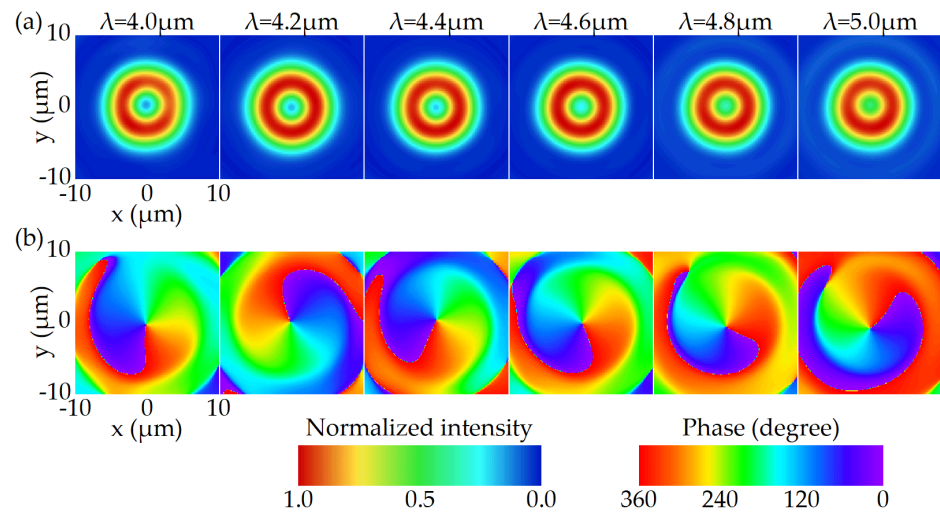 (a) λ=4.0μm λ=4.2μm λ=4.4μm λ=4.6μm λ=4.8μm λ=5.0μm
10
y (μm)
0
-10
-10 0 10
x (μm)
(b)
10
y (μm)
0
-10
-10 0 10
x (μm)
Normalized intensity Phase (degree)
1.0 0.5 0.0 360 240 120 0